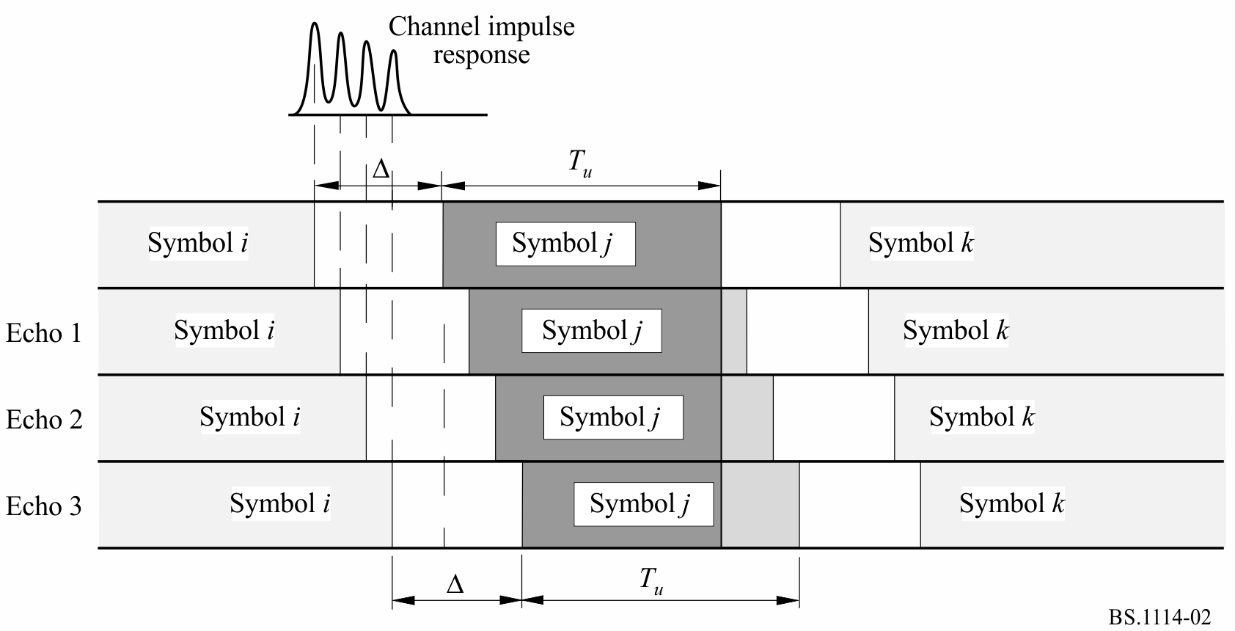 Channel impulse
response
Δ
T_u
Symbol i
Symbol j
Symbol k
Echo 1
Symbol i
Symbol j
Symbol k
Echo 2
Symbol i
Symbol j
Symbol k
Echo 3
Symbol i
Symbol j
Symbol k
Δ
T_u
BS.1114-02